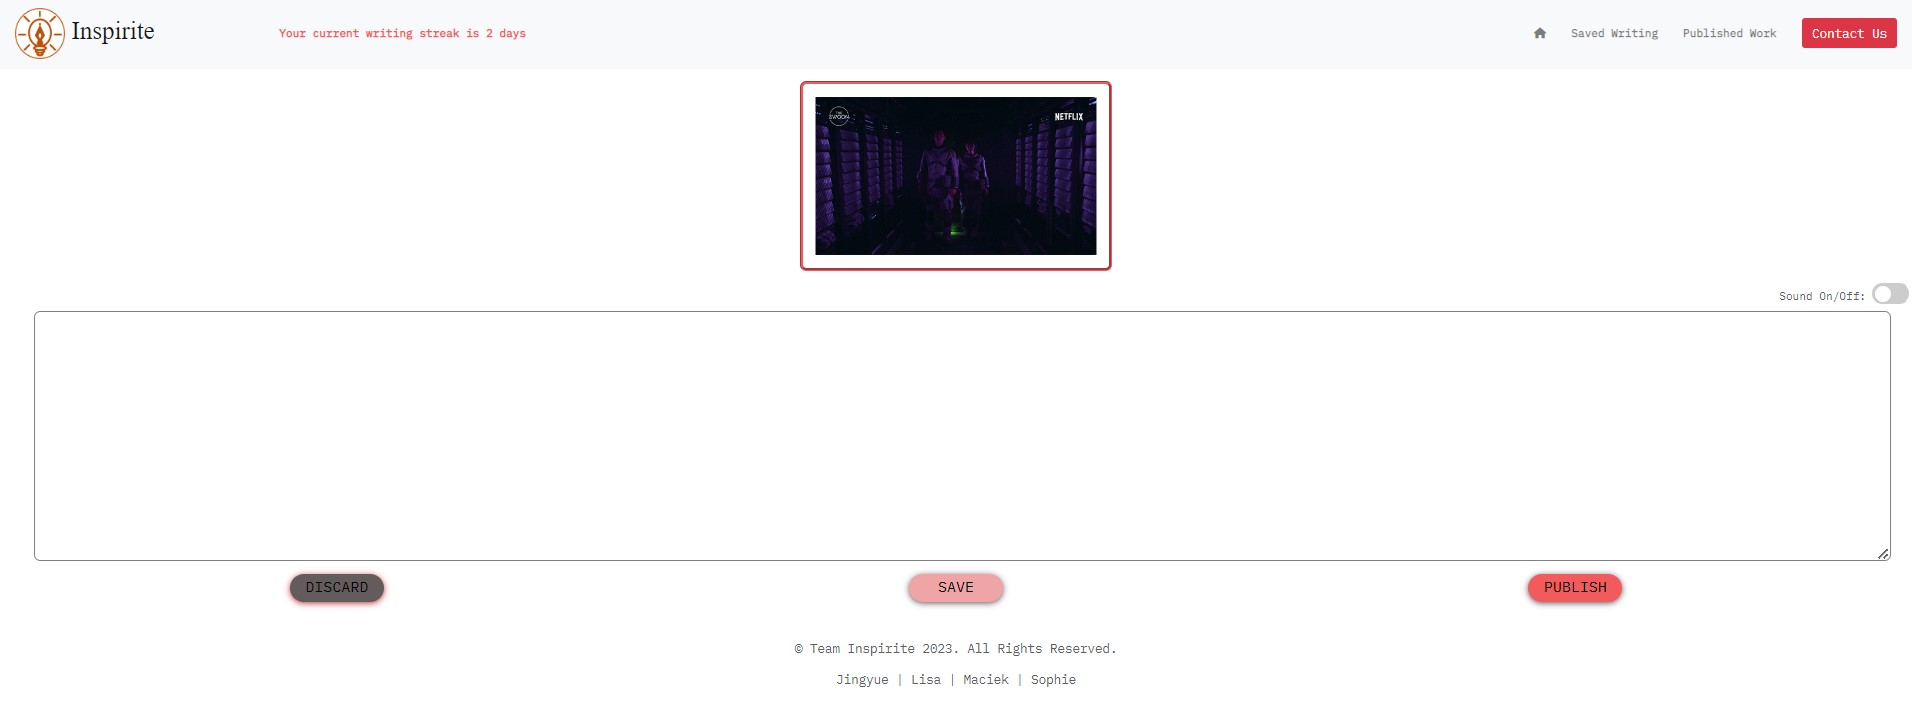 Inspirite
Your current writing streak is 2 days
Saved Writing
Published Work
Contact Us
THE
SWOON
NETFLIX
Sound On/Off:
DISCARD
SAVE
PUBLISH
© Team Inspirite 2023. All Rights Reserved.
Jingyue | Lisa | Maciek | Sophie